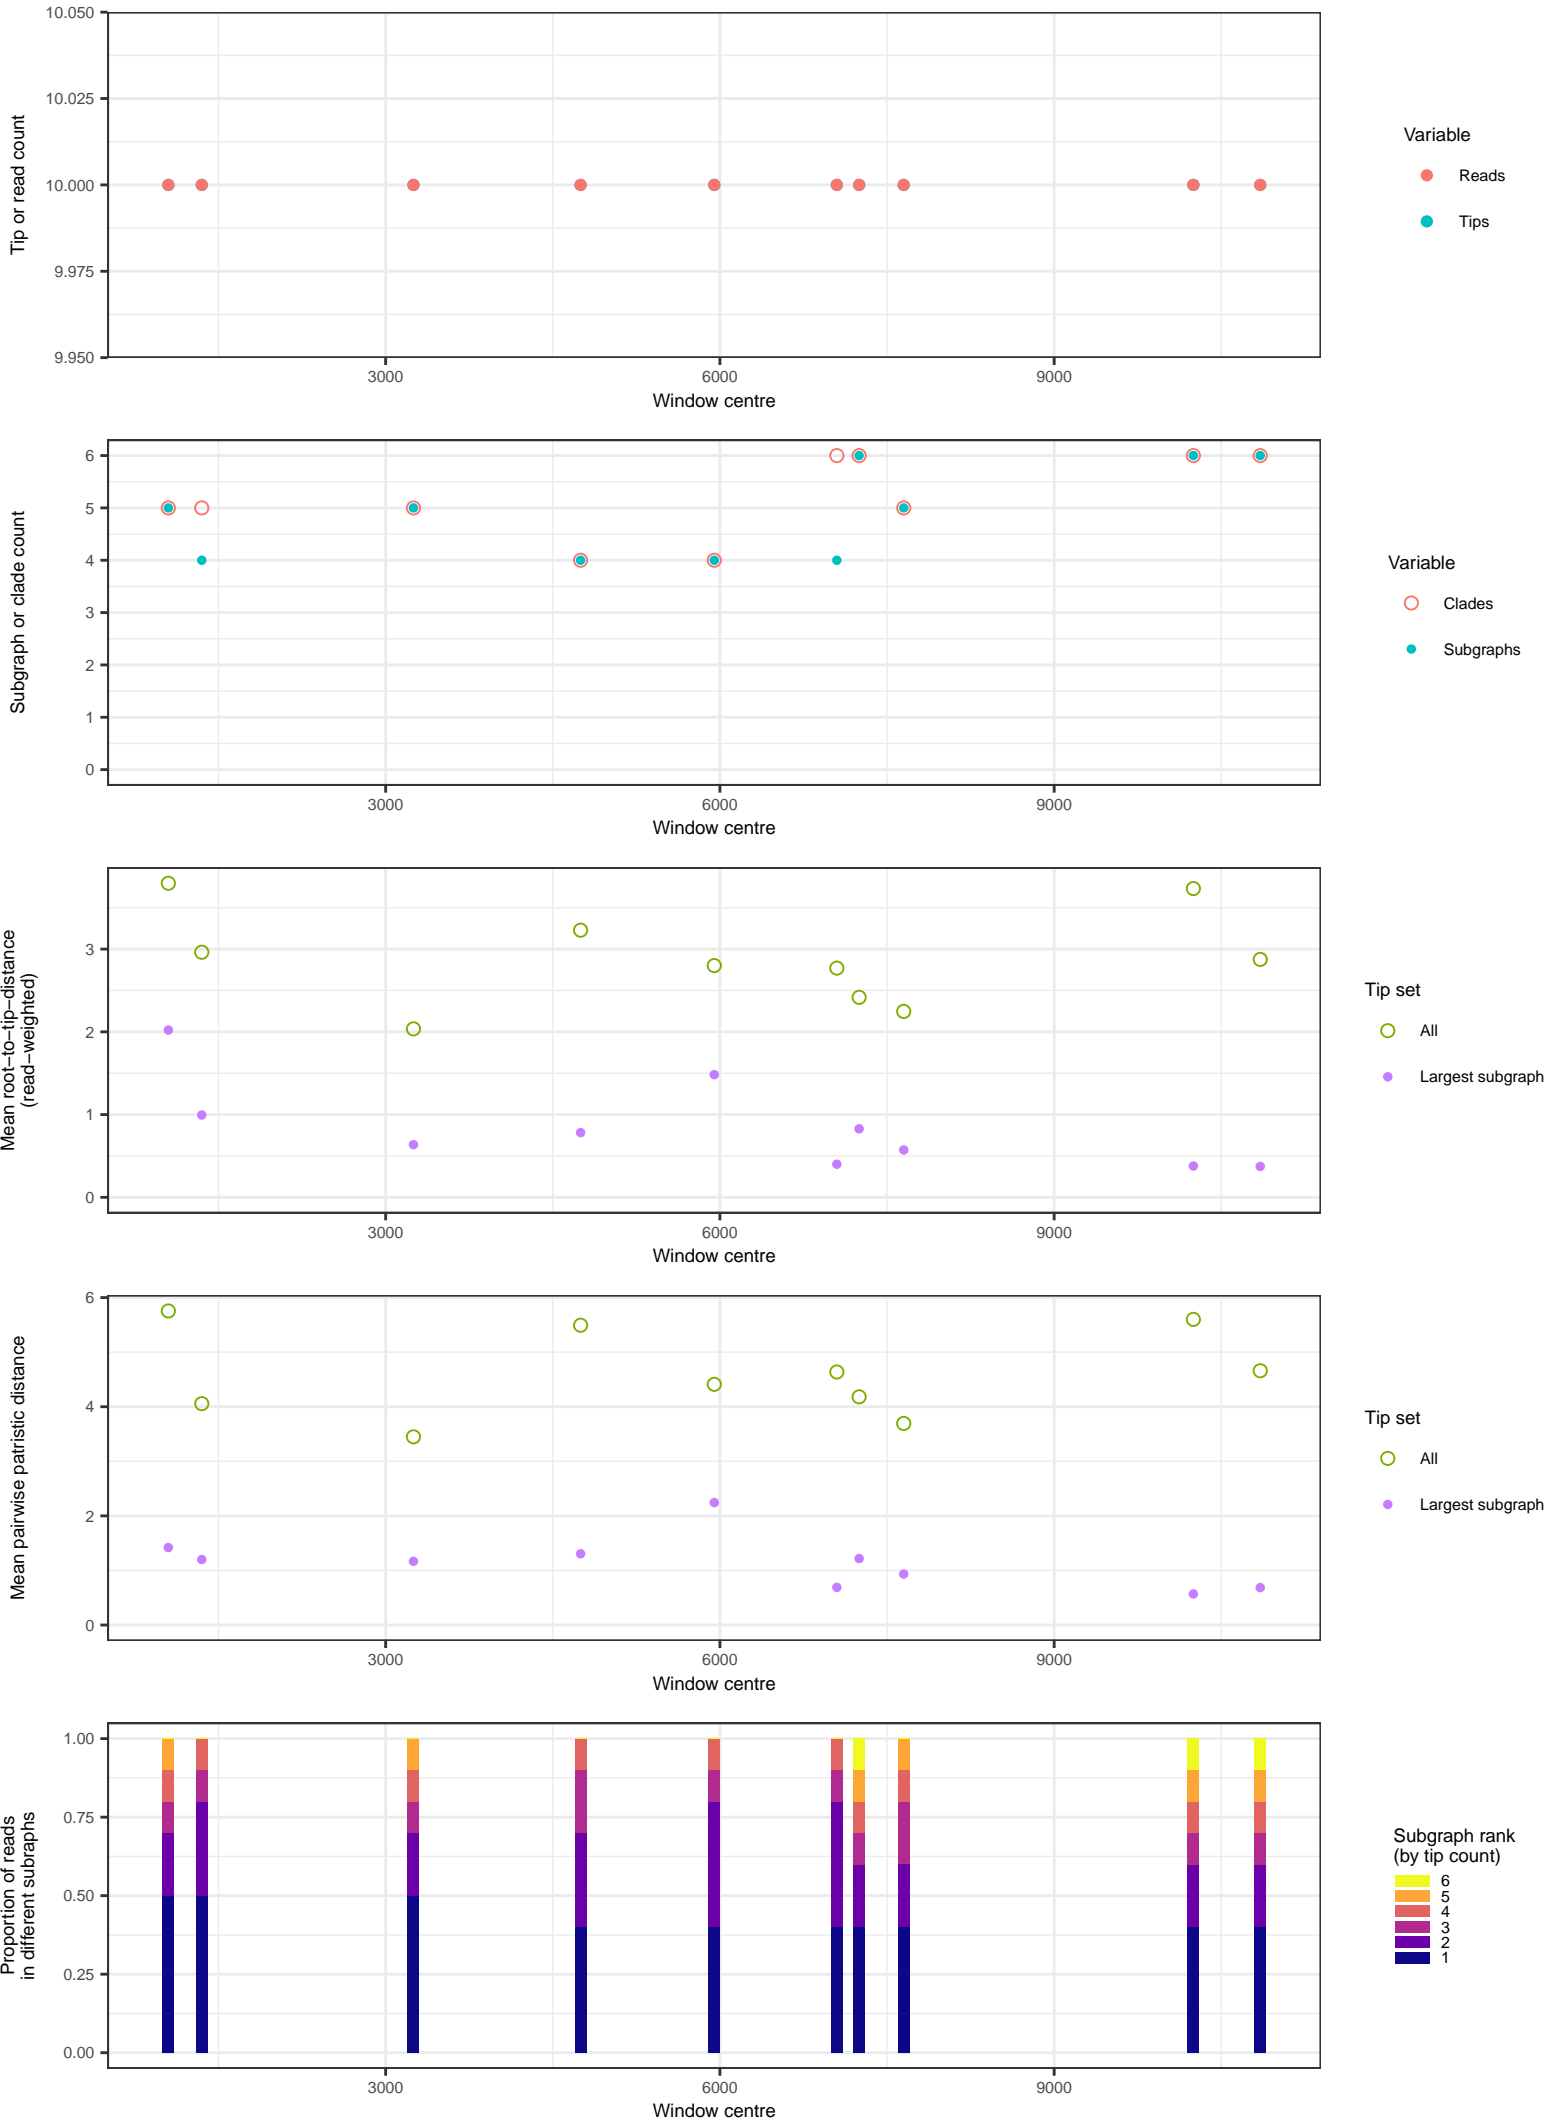 10.050
10.025
10.000
9.975
9.950
Tip or read count
3000
6000
9000
Window centre
Variable
Reads
Tips
6
5
4
3
2
1
0
Subgraph or clade count
3000
6000
9000
Window centre
Variable
Clades
Subgraphs
3
2
1
0
Mean root−to−tip−distance
(read−weighted)
3000
6000
9000
Window centre
Tip set
All
Largest subgraph
6
4
2
0
Mean pairwise patristic distance
3000
6000
9000
Window centre
Tip set
All
Largest subgraph
1.00
0.75
0.50
0.25
0.00
Proportion of reads
in different subraphs
3000
6000
9000
Window centre
Subgraph rank
(by tip count)
6
5
4
3
2
1